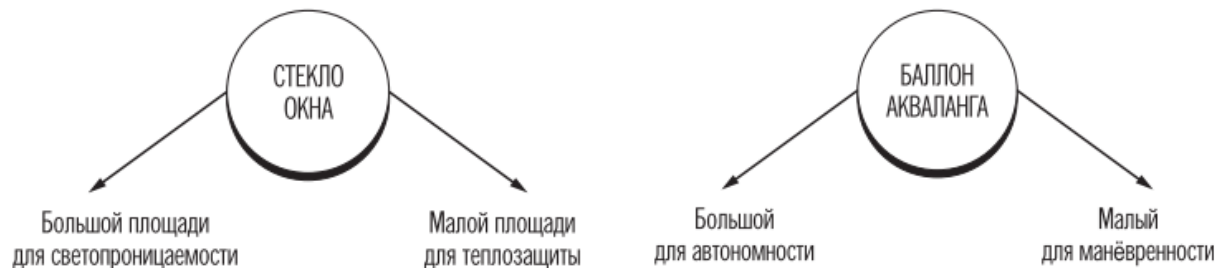 СТЕКЛО
ОКНА
Большой площади
для светопроницаемости
Малой площади
для теплозащиты
БАЛЛОН
АКВАЛАНГА
Большой
для автономности
Малый
для манёвренности